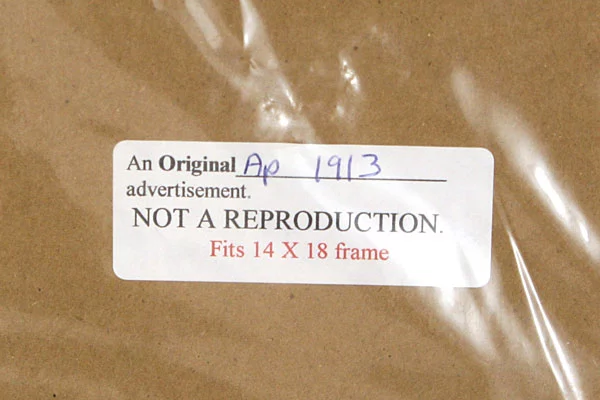 An Original Ap 1913
advertisement.
NOT A REPRODUCTION.
Fits 14 X 18 frame